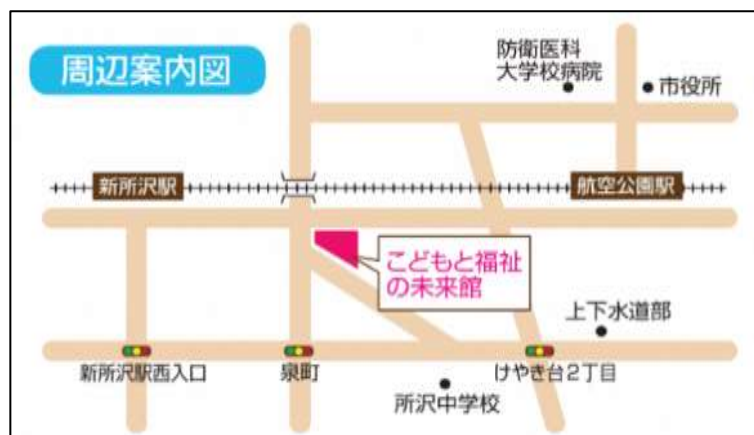 周辺案内図
防衛医科
大学校病院
市役所
新所沢駅
航空公園駅
こどもと福祉
の未来館
上下水道部
新所沢駅西入口
泉町
けやき台2丁目
所沢中学校